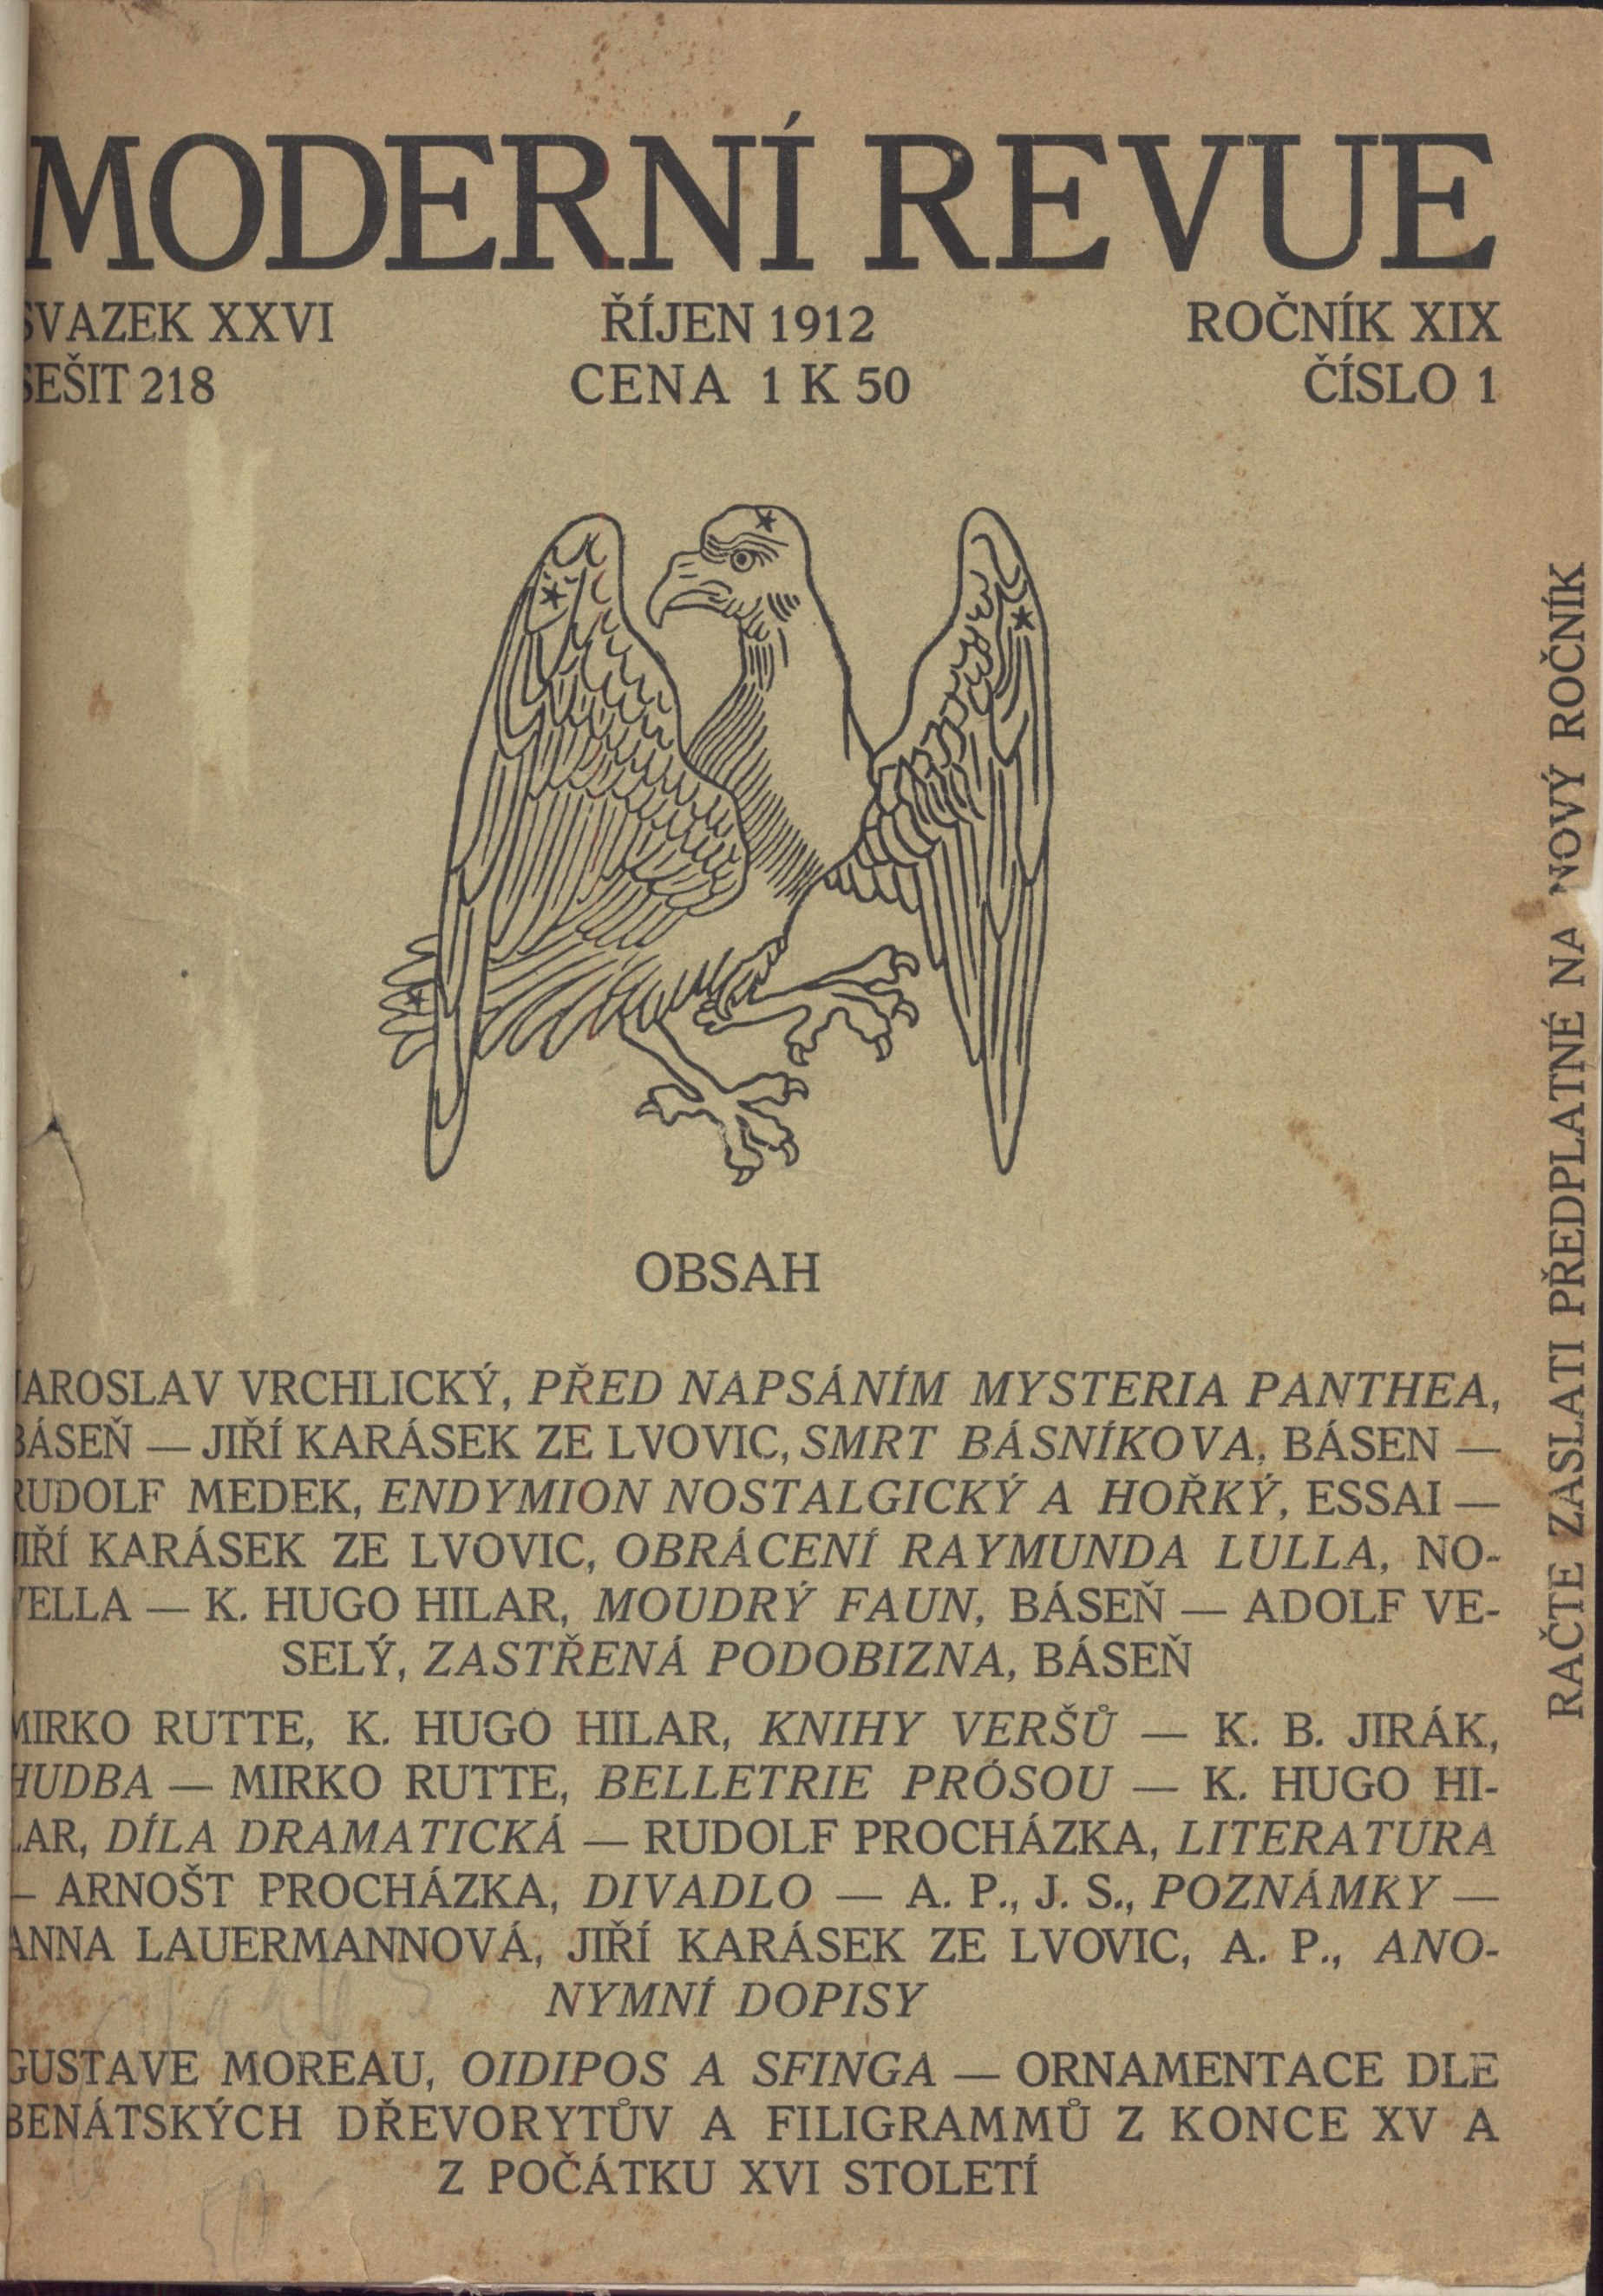 MODERNÍ REVUE
SVAZEK XXVI ŘÍJEN 1912 ROČNÍK XIX
SEŠIT 218 CENA 1 K 50 ČÍSLO 1
OBSAH
JAROSLAV VRCHLICKÝ, PŘED NAPSÁNÍM MYSTERIA PANTHEA,
BÁSEŇ — JIŘÍ KARÁSEK ZE LVOVIC, SMRT BÁSNÍKOVA, BÁSEN —
RUDOLF MEDEK, ENDYMION NOSTALGICKÝ A HOŘKÝ, ESSAI —
JIŘÍ KARÁSEK ZE LVOVIC, OBRÁCENÍ RAYMUNDA LULLA, NO-
VELLA — K. HUGO HILAR, MOUDRÝ FAUN, BÁSEŇ — ADOLF VE-
SELÝ, ZASTŘENÁ PODOBIZNA, BÁSEŇ
MIRKO RUTTE, K. HUGO HILAR, KNIHY VERŠŮ — K. B. JIRÁK,
HUDBA — MIRKO RUTTE, BELLETRIE PRÓSOU — K. HUGO HI-
LAR, DÍLA DRAMATICKÁ — RUDOLF PROCHÁZKA, LITERATURA
— ARNOŠT PROCHÁZKA, DIVADLO — A. P., J. S., POZNÁMKY —
ANNA LAUERMANNOVÁ, JIŘÍ KARÁSEK ZE LVOVIC, A. P., ANO-
NYMNÍ DOPISY
GUSTAVE MOREAU, OIDIPOS A SFINGA — ORNAMENTACE DLE
BENÁTSKÝCH DŘEVORYTŮV A FILIGRAMMŮ Z KONCE XV A
Z POČÁTKU XVI STOLETÍ
RAČTE ZASLATI PŘEDPLATNÉ NA NOVÝ ROČNÍK